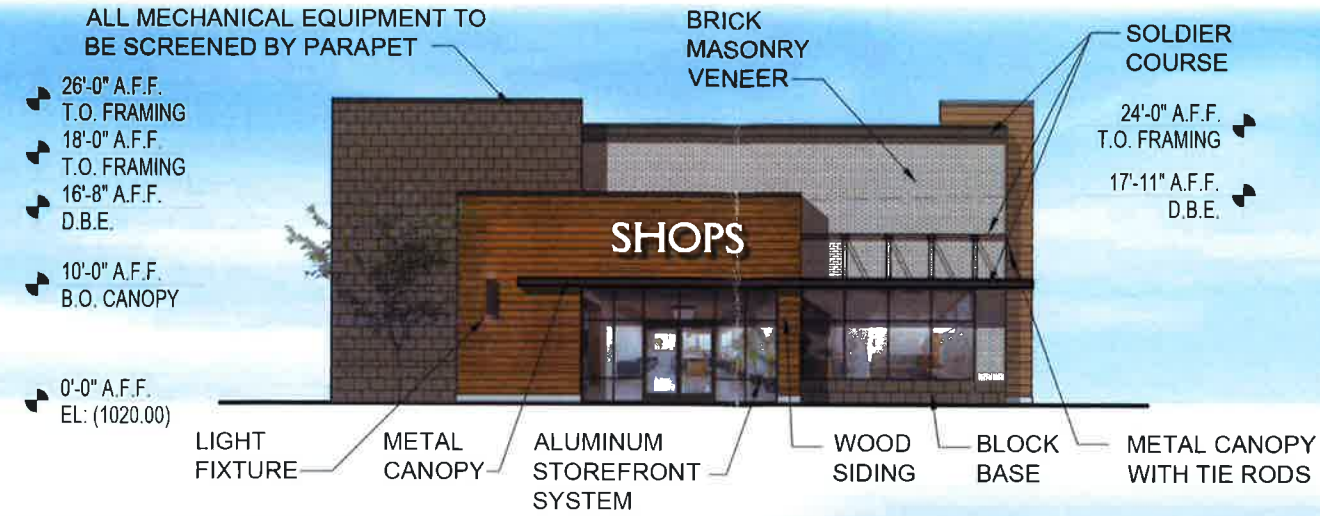 ALL MECHANICAL EQUIPMENT TO
BE SCREENED BY PARAPET
BRICK
MASONRY
VENEER
SOLDIER
COURSE
26'-0" A.F.F.
T.O. FRAMING
18'-0" A.F.F.
T.O. FRAMING
16'-8" A.F.F.
D.B.E.
10'-0" A.F.F.
B.O. CANOPY
0'-0" A.F.F.
EL: (1020.00)
24'-0" A.F.F.
T.O. FRAMING
17'-11" A.F.F.
D.B.E.
SHOPS
LIGHT
FIXTURE
METAL
CANOPY
ALUMINUM
STOREFRONT
SYSTEM
WOOD
SIDING
BLOCK
BASE
METAL CANOPY
WITH TIE RODS